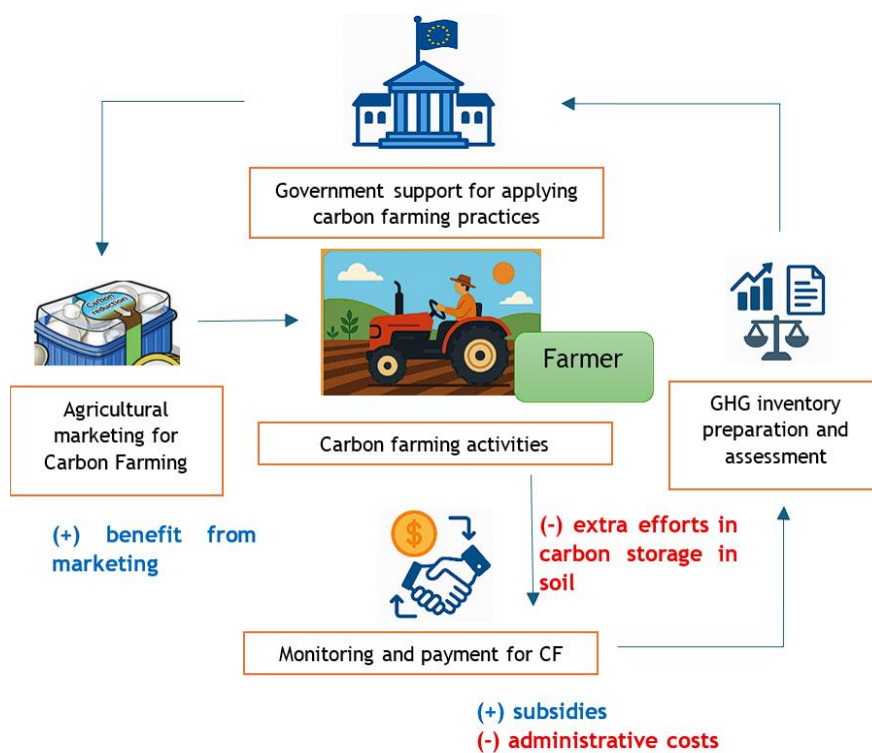 Government support for applying
carbon farming practices
Carbon
reduction
Farmer
Agricultural
marketing for
Carbon Farming
Carbon farming activities
GHG inventory
preparation and
assessment
(+) benefit from
marketing
$
(-) extra efforts in
carbon storage in
soil
Monitoring and payment for CF
(+) subsidies
(-) administrative costs